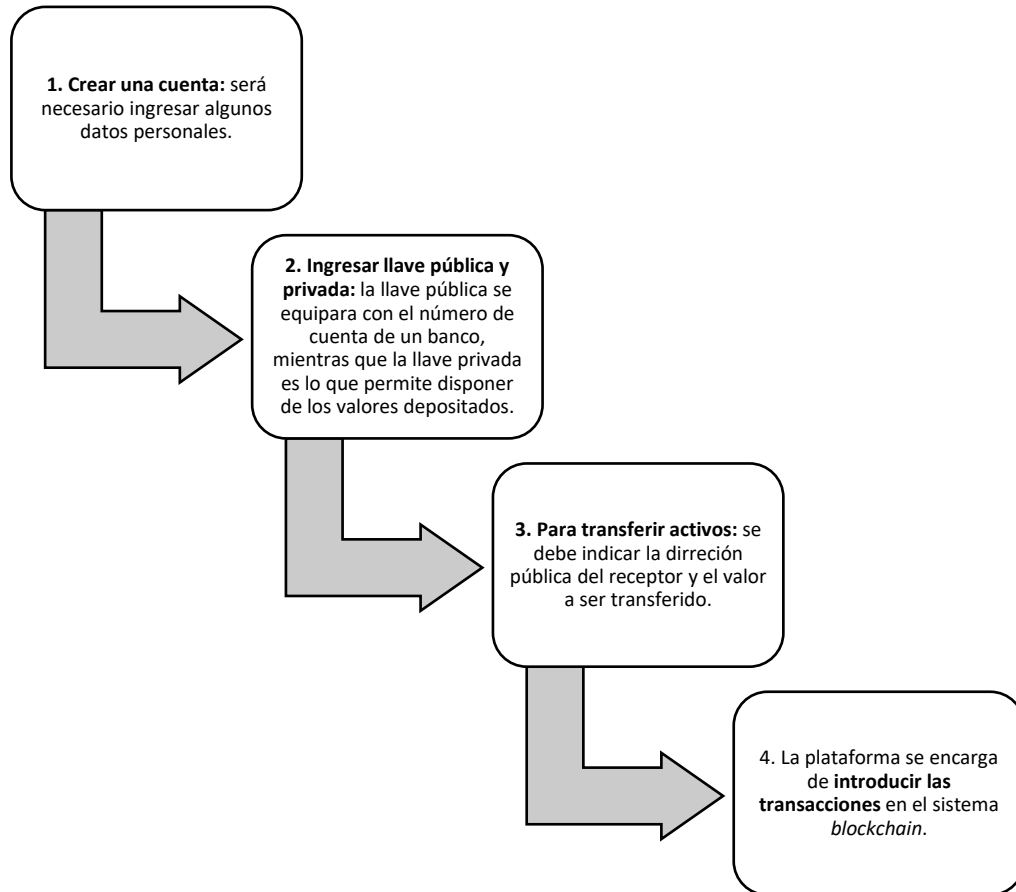 1. Crear una cuenta: será
necesario ingresar algunos
datos personales.
2. Ingresar llave pública y
privada: la llave pública se
equipara con el número de
cuenta de un banco,
mientras que la llave privada
es lo que permite disponer
de los valores depositados.
3. Para transferir activos: se
debe indicar la dirreción
pública del receptor y el valor
a ser transferido.
4. La plataforma se encarga
de introducir las
transacciones en el sistema
blockchain.